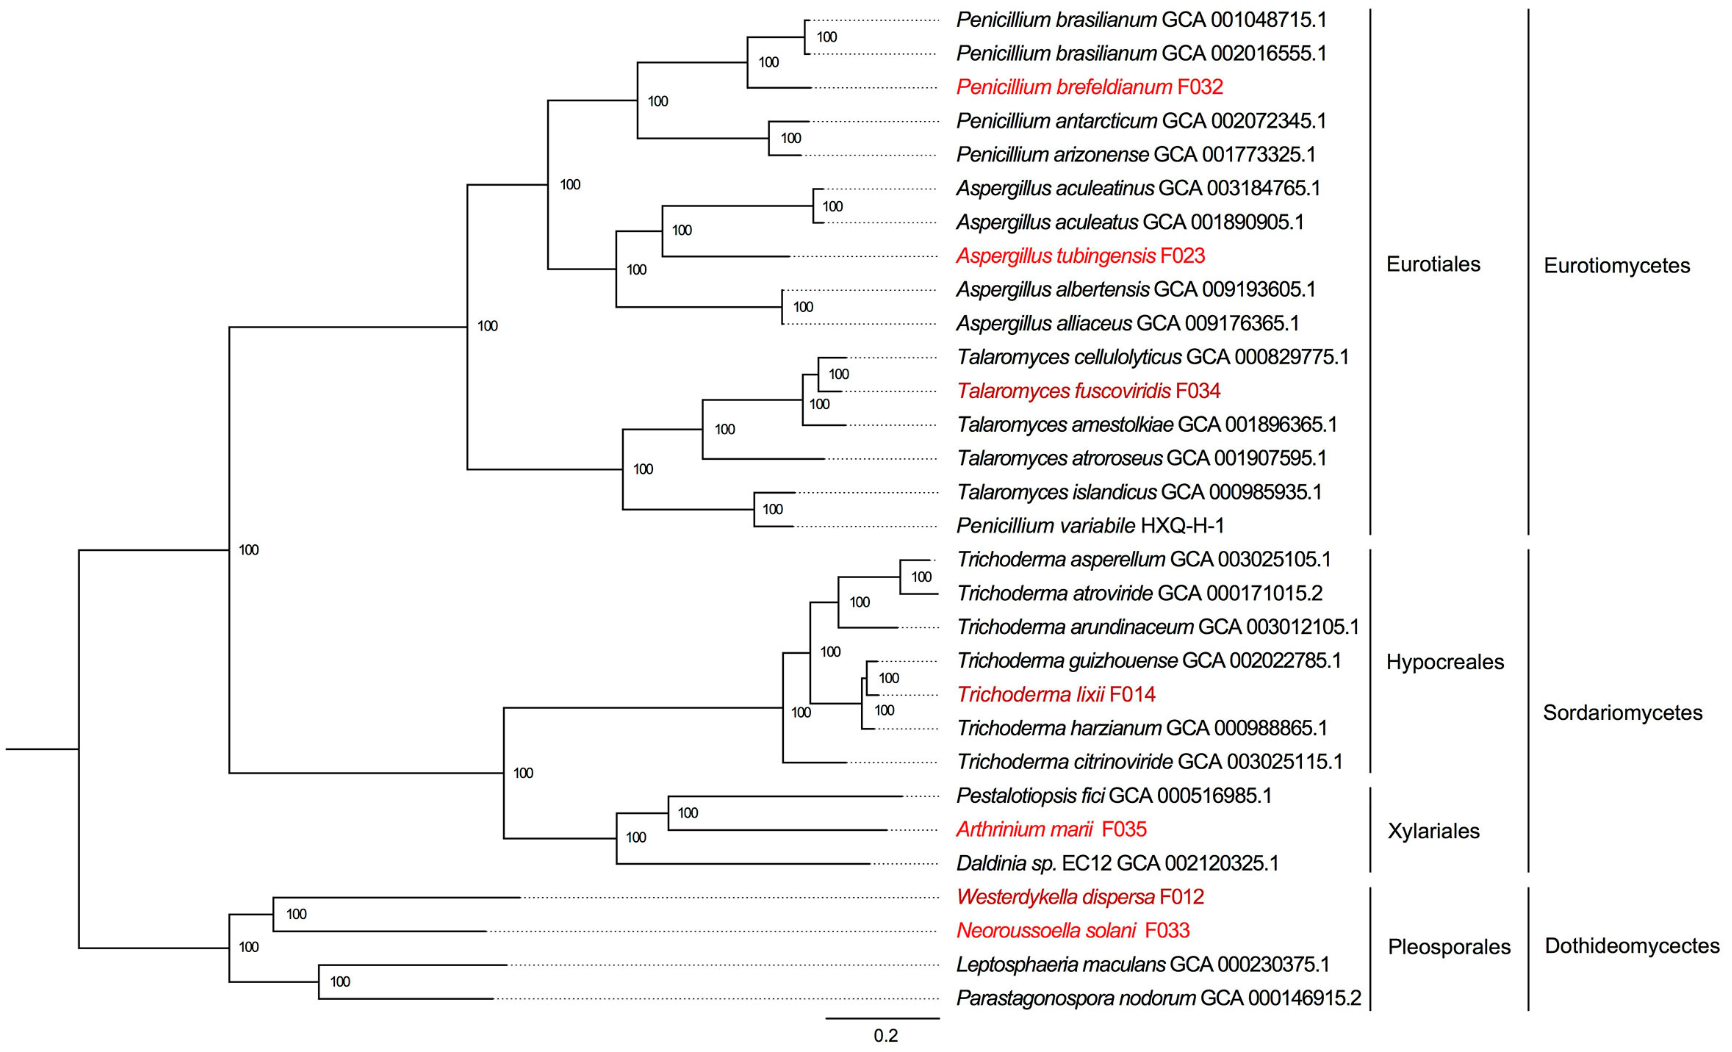 Penicillium brasilianum GCA 001048715.1
100
Penicillium brasilianum GCA 002016555.1
100
Penicillium brefeldianum F032
100
Penicillium antarcticum GCA 002072345.1
100
Penicillium arizonense GCA 001773325.1
100
Aspergillus aculeatinus GCA 003184765.1
100
Aspergillus aculeatus GCA 001890905.1
100
Aspergillus tubingensis F023
100
Eurotiales
Eurotiomycetes
Aspergillus albertensis GCA 009193605.1
100
Aspergillus alliaceus GCA 009176365.1
100
Talaromyces cellulolyticus GCA 000829775.1
100
Talaromyces fuscoviridis F034
100
Talaromyces amestolkiae GCA 001896365.1
100
Talaromyces atroroseus GCA 001907595.1
100
Talaromyces islandicus GCA 000985935.1
100
Penicillium variabile HXQ-H-1
100
Trichoderma asperellum GCA 003025105.1
100
Trichoderma atroviride GCA 000171015.2
100
Trichoderma arundinaceum GCA 003012105.1
100
Trichoderma guizhouense GCA 002022785.1
Hypocreales
100
Trichoderma lixii F014
100
100
Sordariomycetes
Trichoderma harzianum GCA 000988865.1
Trichoderma citrinoviride GCA 003025115.1
100
Pestalotiopsis fici GCA 000516985.1
100
Arthrinium marii F035
Xylariales
100
Daldinia sp. EC12 GCA 002120325.1
Westerdykella dispersa F012
100
Neoroussoella solani F033
100
Pleosporales
Dothideomycectes
Leptosphaeria maculans GCA 000230375.1
100
Parastagonospora nodorum GCA 000146915.2
0.2